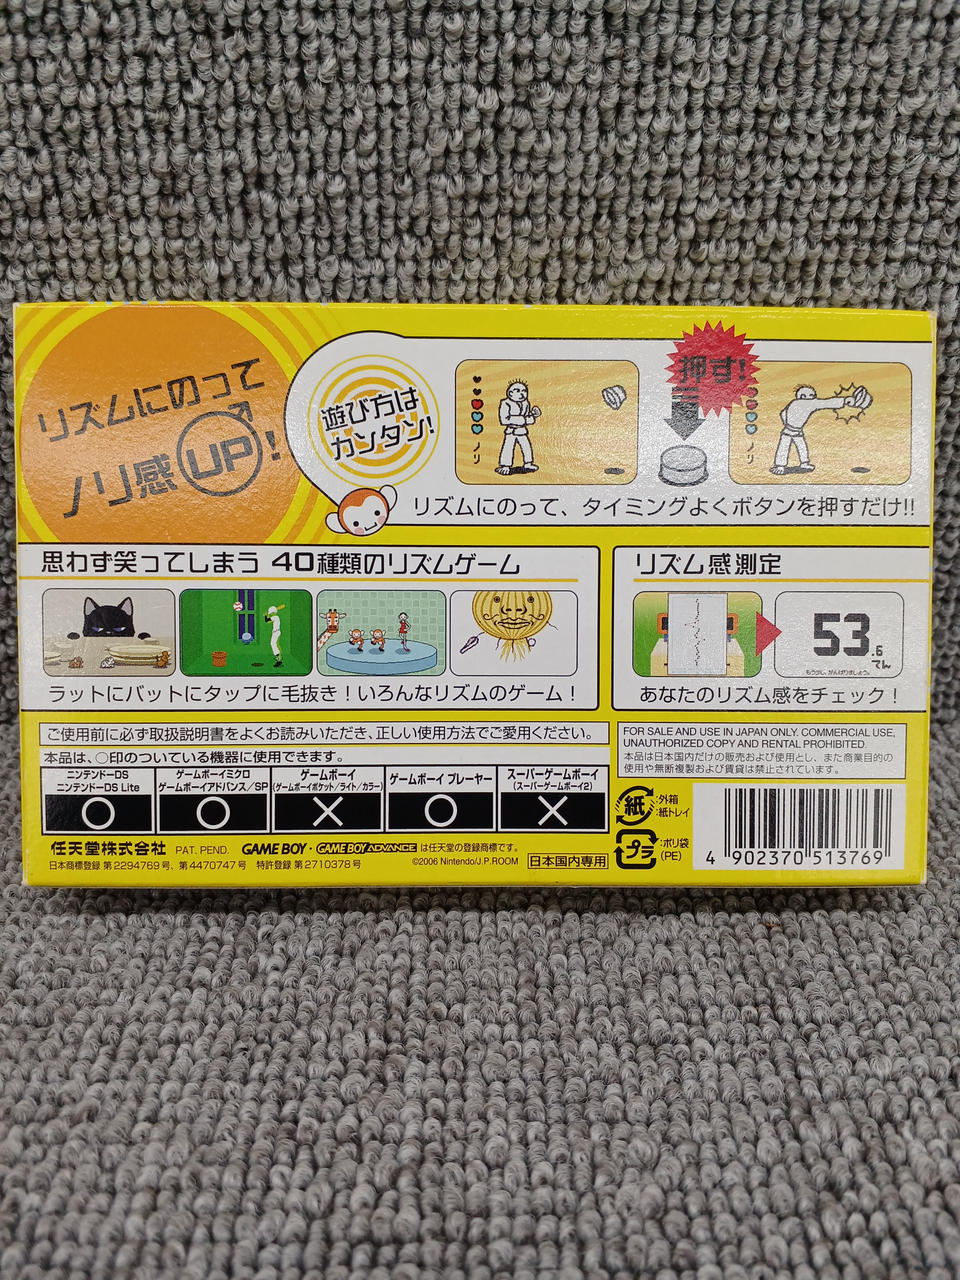 リズムにのって
ノリ感UP!
遊び方は
カンタン!
ノリ
押す!
ノリ
リズムにのって、タイミングよくボタンを押すだけ!!
思わず笑ってしまう 40種類のリズムゲーム
ラットにバットにタップに毛抜き!いろんなリズムのゲーム!
リズム感測定
53.6
てん
もう少し、がんばりましょう。
あなたのリズム感をチェック!
ご使用前に必ず取扱説明書をよくお読みいただき、正しい使用方法でご愛用ください。
本品は、○印のついている機器に使用できます。
ニンテンドーDS
ニンテンドーDS Lite
○
ゲームボーイミクロ
ゲームボーイアドバンス/SP
○
ゲームボーイ
(ゲームボーイポケット/ライト/カラー)
×
ゲームボーイ プレーヤー
○
スーパーゲームボーイ
(スーパーゲームボーイ2)
×
任天堂株式会社 PAT. PEND. GAME BOY・GAME BOY ADVANCE は任天堂の登録商標です。
日本商標登録 第2294769号、第4470747号 特許登録 第2710378号
©2006 Nintendo/J.P.ROOM
日本国内専用
FOR SALE AND USE IN JAPAN ONLY. COMMERCIAL USE,
UNAUTHORIZED COPY AND RENTAL PROHIBITED.
本品は日本国内だけの販売および使用とし、また商業目的の
使用や無断複製および賃貸は禁止されています。
紙
:外箱
:紙トレイ
プラ
:ポリ袋
(PE)
4 902370 513769